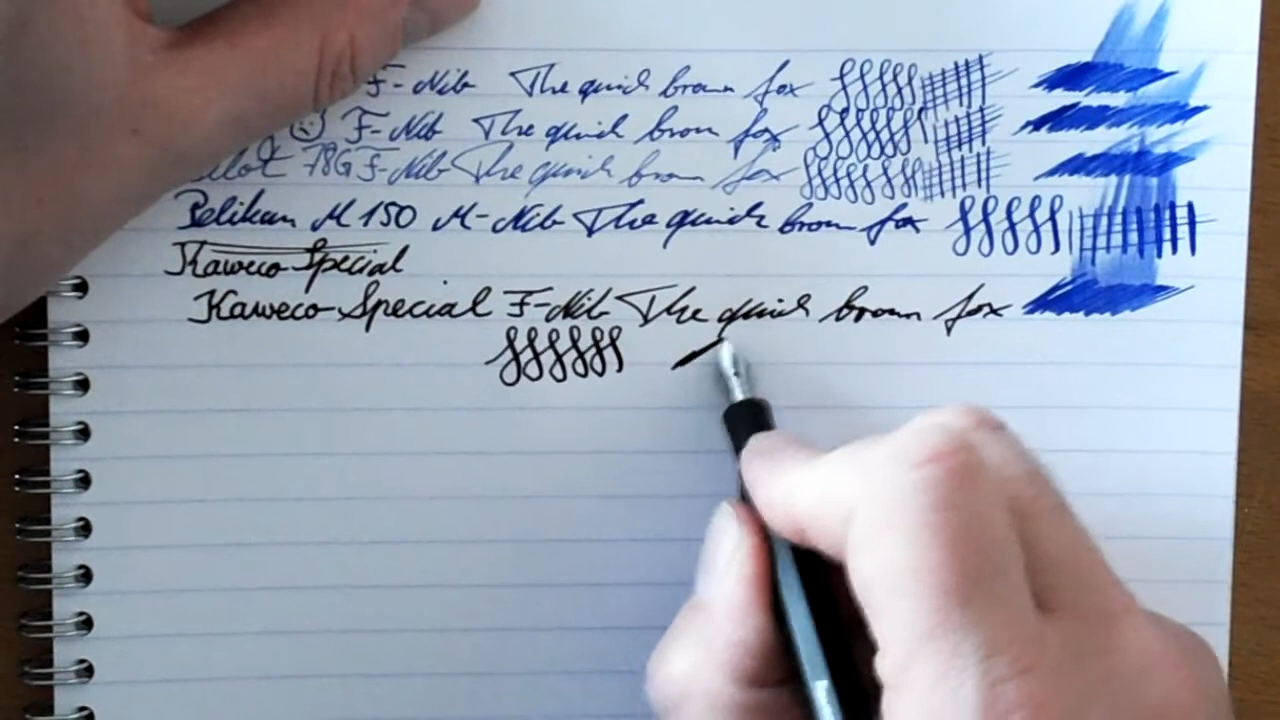 F-Nib The quick brown fox
F-Nib The quick brown fox
78G F-Nib The quick brown fox
Pelikan M150 M-Nib The quick brown fox
Kaweco Special
Kaweco Special F-Nib The quick brown fox